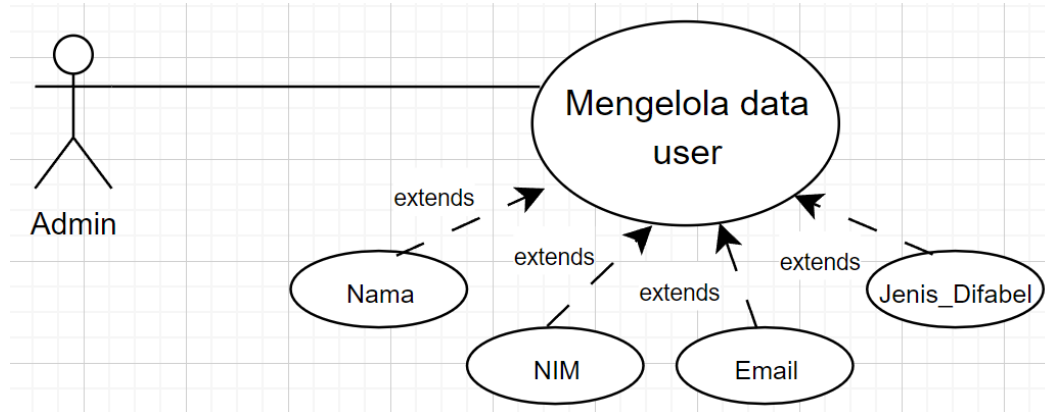 Mengelola data
user
Admin
extends
extends
extends
extends
Nama
NIM
Email
Jenis_Difabel